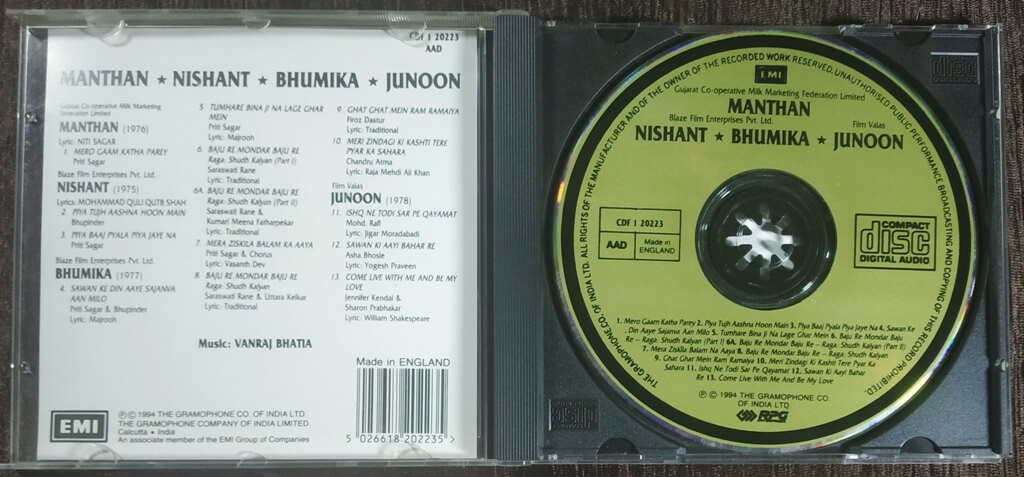 CDF 1 20223
AAD
MANTHAN ★ NISHANT ★ BHUMIKA ★ JUNOON
Gujarat Co-operative Milk Marketing
Federation Limited
MANTHAN (1976)
Lyric: NITI SAGAR
1. MERO GAAM KATHA PAREY
Priti Sagar
Blaze Film Enterprises Pvt. Ltd.
NISHANT (1975)
Lyrics: MOHAMMAD QULI QUTB SHAH
2. PIYA TUJH AASHNA HOON MAIN
Bhupinder
3. PIYA BAAJ PYALA PIYA JAYE NA
Priti Sagar
Blaze Film Enterprises Pvt. Ltd.
BHUMIKA (1977)
4. SAWAN KE DIN AAYE SAJANVA
AAN MILO
Priti Sagar & Bhupinder
Lyric: Majrooh
5. TUMHARE BINA JI NA LAGE GHAR
MEIN
Priti Sagar
Lyric: Majrooh
6. BAJU RE MONDAR BAJU RE
Raga: Shudh Kalyan (Part I)
Saraswati Rane
Lyric: Traditional
6A. BAJU RE MONDAR BAJU RE
Raga: Shudh Kalyan (Part II)
Saraswati Rane &
Kumari Meena Fatharpekar
Lyric: Traditional
7. MERA ZISKILA BALAM KA AAYA
Priti Sagar & Chorus
Lyric: Vasanth Dev
8. BAJU RE MONDAR BAJU RE
Raga: Shudh Kalyan
Saraswati Rane & Uttara Kelkar
Lyric: Traditional
9. GHAT GHAT MEIN RAM RAMAIYA
Firoz Dastur
Lyric: Traditional
10. MERI ZINDAGI KI KASHTI TERE
PYAR KA SAHARA
Chandru Atma
Lyric: Raja Mehdi Ali Khan
Film Valas
JUNOON (1978)
11. ISHQ NE TODI SAR PE QAYAMAT
Mohd. Rafi
Lyric: Jigar Moradabadi
12. SAWAN KI AAYI BAHAR RE
Asha Bhosle
Lyric: Yogesh Praveen
13. COME LIVE WITH ME AND BE MY
LOVE
Jennifer Kendal &
Sharon Prabhakar
Lyric: William Shakespeare
Music: VANRAJ BHATIA
Made in ENGLAND
5 026618 202235 >
EMI
Ⓟ © 1994 THE GRAMOPHONE CO. OF INDIA LTD.
THE GRAMOPHONE COMPANY OF INDIA LIMITED.
Calcutta • India
An associate member of the EMI Group of Companies
THE GRAMOPHONE CO. OF INDIA LTD. ALL RIGHTS OF THE MANUFACTURER AND OF THE OWNER OF THE RECORDED WORK RESERVED. UNAUTHORISED PUBLIC PERFORMANCE BROADCASTING AND COPYING OF THIS RECORD PROHIBITED.
EMI
Gujarat Co-operative Milk Marketing Federation Limited
MANTHAN
Blaze Film Enterprises Pvt. Ltd.
Film Valas
NISHANT ★ BHUMIKA ★ JUNOON
CDF 1 20223
AAD
Made in
ENGLAND
COMPACT
disc
DIGITAL AUDIO
1. Mero Gaam Katha Parey 2. Piya Tujh Aashna Hoon Main 3. Piya Baaj Pyala Piya Jaye Na 4. Sawan Ke
Din Aaye Sajanva Aan Milo 5. Tumhare Bina Ji Na Lage Ghar Mein 6. Baju Re Mondar Baju
Re – Raga: Shudh Kalyan (Part I) 6A. Baju Re Mondar Baju Re – Raga: Shudh Kalyan (Part II)
7. Mera Ziskila Balam Na Aaya 8. Baju Re Mondar Baju Re – Raga: Shudh Kalyan
9. Ghat Ghat Mein Ram Ramaiya 10. Meri Zindagi Ki Kashti Tere Pyar Ka
Sahara 11. Ishq Ne Todi Sar Pe Qayamat 12. Sawan Ki Aayi Bahar
Re 13. Come Live With Me And Be My Love
Ⓟ © 1994 THE GRAMOPHONE CO.
OF INDIA LTD.
RPG